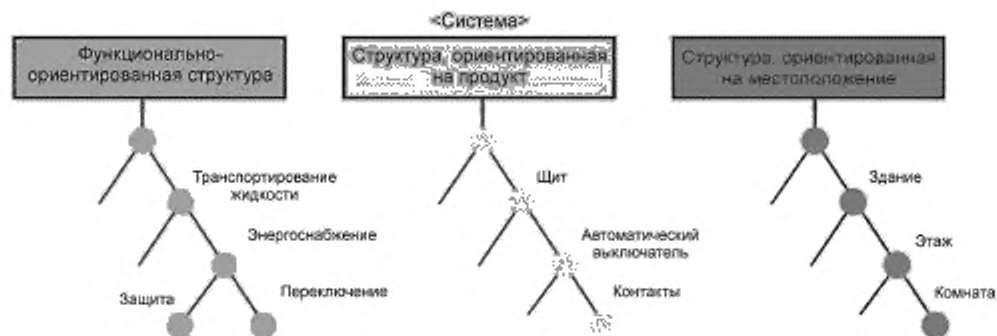 <Система>
Функционально-
ориентированная структура
Структура, ориентированная
на продукт
Структура, ориентированная
на местоположение
Транспортирование
жидкости
Энергоснабжение
Защита
Переключение
Щит
Автоматический
выключатель
Контакты
Здание
Этаж
Комната